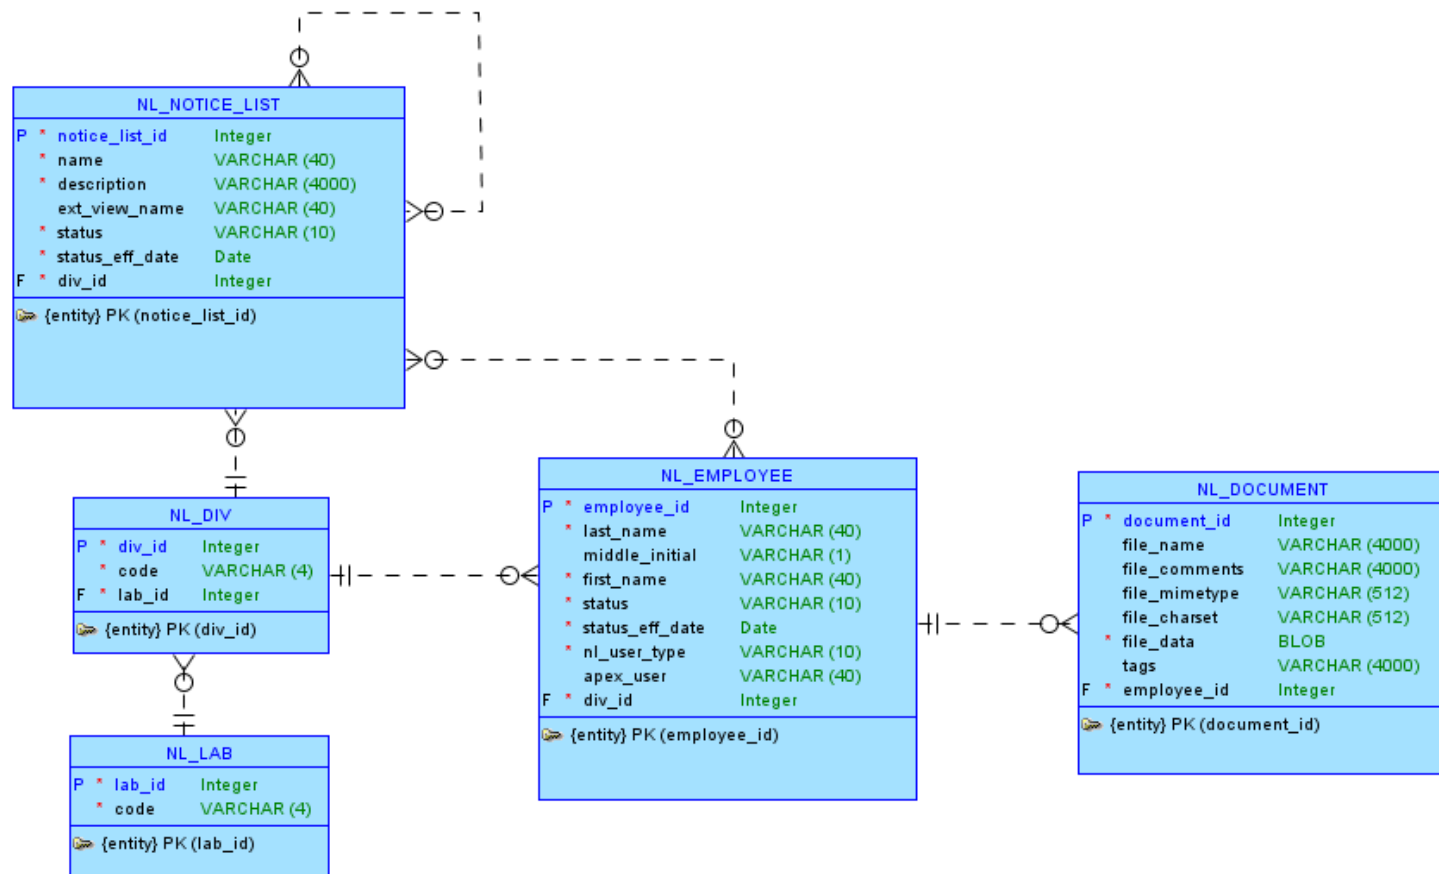 NL_NOTICE_LIST
P * notice_list_id Integer
* name VARCHAR (40)
* description VARCHAR (4000)
ext_view_name VARCHAR (40)
* status VARCHAR (10)
* status_eff_date Date
F * div_id Integer
{entity} PK (notice_list_id)
NL_DIV
P * div_id Integer
* code VARCHAR (4)
F * lab_id Integer
{entity} PK (div_id)
NL_LAB
P * lab_id Integer
* code VARCHAR (4)
{entity} PK (lab_id)
NL_EMPLOYEE
P * employee_id Integer
* last_name VARCHAR (40)
middle_initial VARCHAR (1)
* first_name VARCHAR (40)
* status VARCHAR (10)
* status_eff_date Date
* nl_user_type VARCHAR (10)
apex_user VARCHAR (40)
F * div_id Integer
{entity} PK (employee_id)
NL_DOCUMENT
P * document_id Integer
file_name VARCHAR (4000)
file_comments VARCHAR (4000)
file_mimetype VARCHAR (512)
file_charset VARCHAR (512)
* file_data BLOB
tags VARCHAR (4000)
F * employee_id Integer
{entity} PK (document_id)